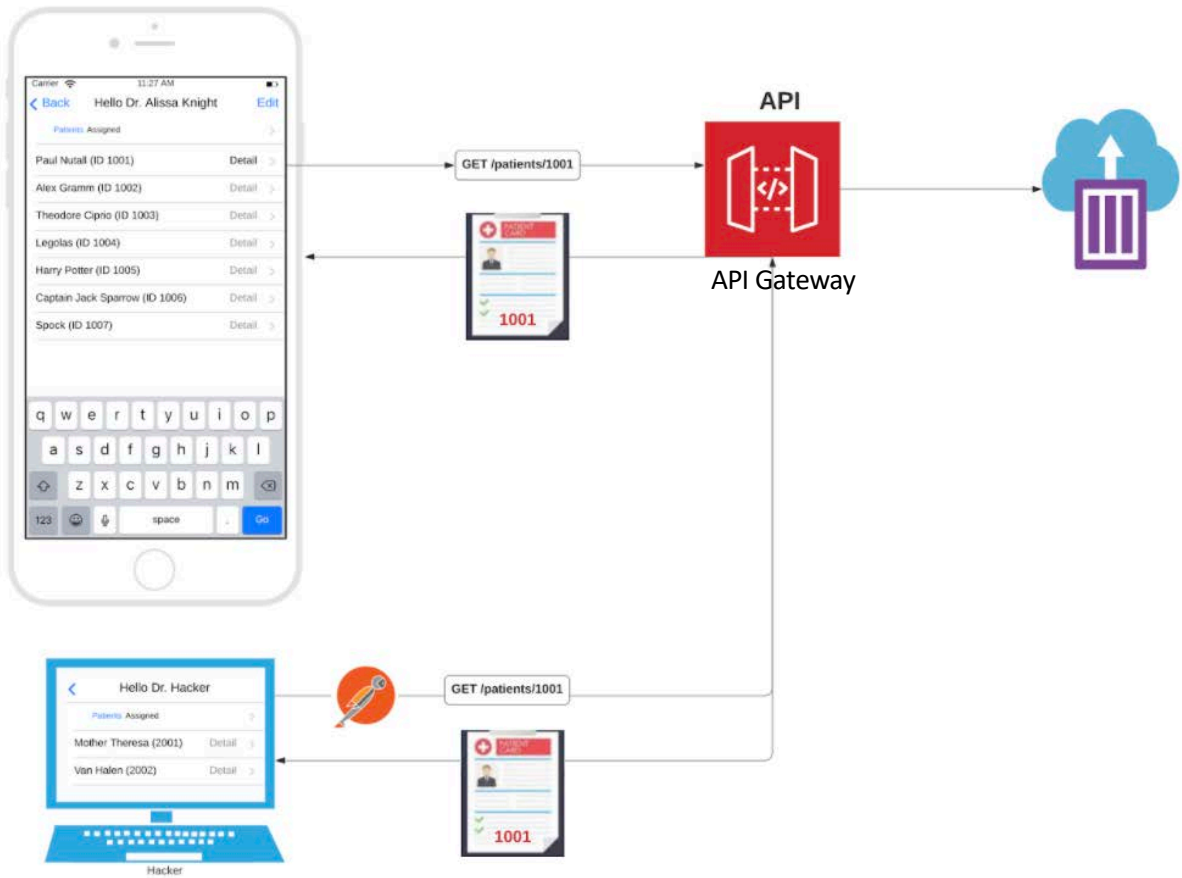 Carrier 11:27 AM
Back Hello Dr. Alissa Knight Edit
Patients Assigned
Paul Nutall (ID 1001) Detail
Alex Gramm (ID 1002) Detail
Theodore Ciprio (ID 1003) Detail
Legolas (ID 1004) Detail
Harry Potter (ID 1005) Detail
Captain Jack Sparrow (ID 1006) Detail
Spock (ID 1007) Detail
q w e r t y u i o p
a s d f g h j k l
z x c v b n m
123 space . Go
GET /patients/1001
PATIENT
CARD
1001
API
</>
API Gateway
Hello Dr. Hacker
Patients Assigned
Mother Theresa (2001) Detail
Van Halen (2002) Detail
Hacker
GET /patients/1001
PATIENT
CARD
1001